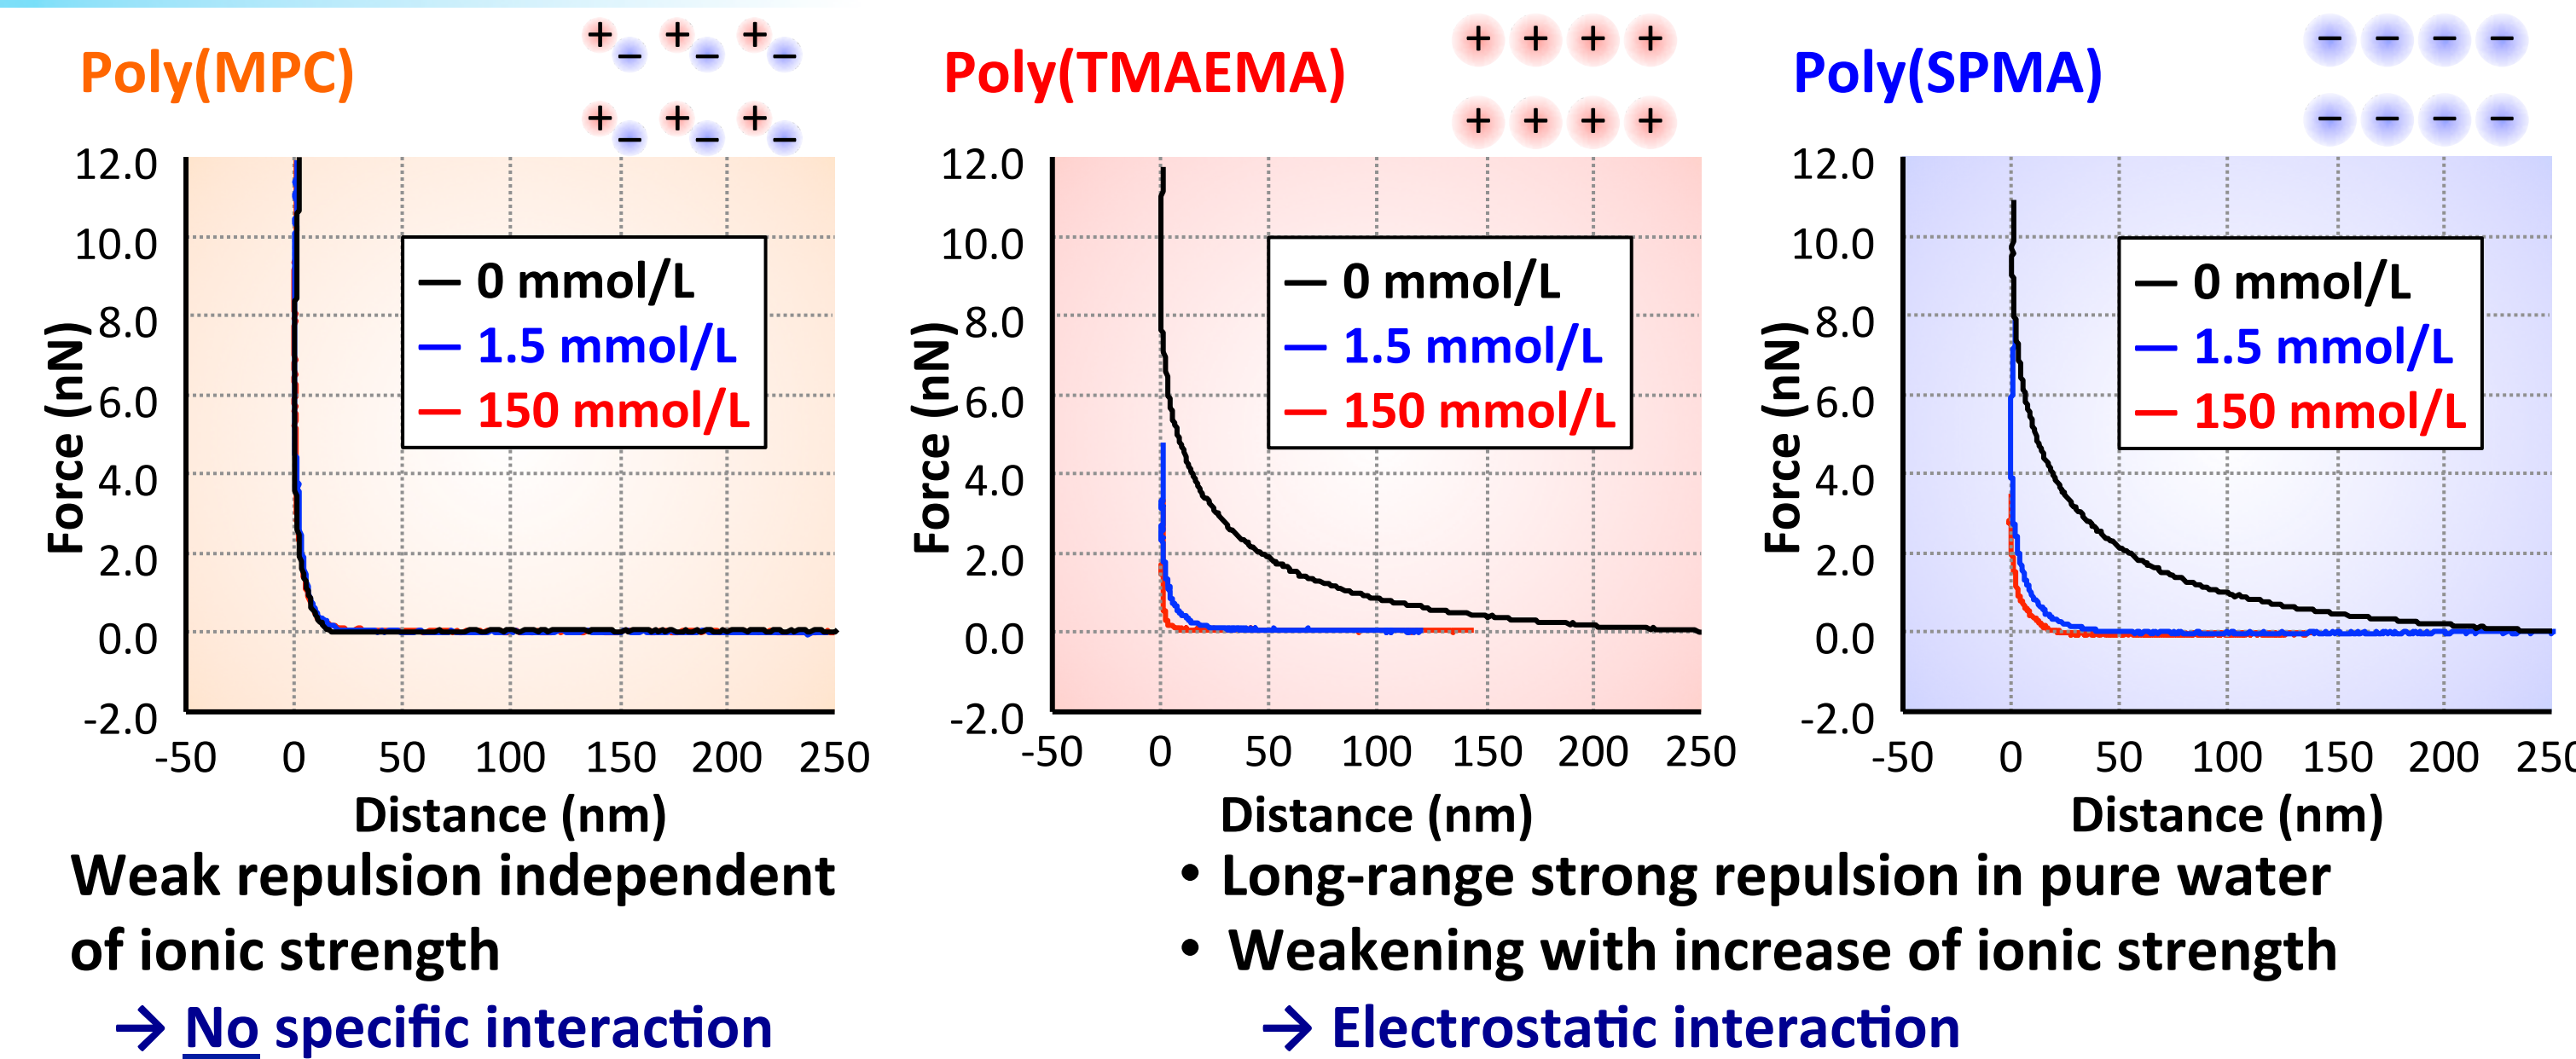 Poly(MPC)
+ + +
− − −
+ + +
− − −
12.0
10.0
8.0
6.0
4.0
2.0
0.0
-2.0
Force (nN)
— 0 mmol/L
— 1.5 mmol/L
— 150 mmol/L
-50 0 50 100 150 200 250
Distance (nm)
Poly(TMAEMA)
+ + + +
+ + + +
12.0
10.0
8.0
6.0
4.0
2.0
0.0
-2.0
Force (nN)
— 0 mmol/L
— 1.5 mmol/L
— 150 mmol/L
-50 0 50 100 150 200 250
Distance (nm)
Poly(SPMA)
− − − −
− − − −
12.0
10.0
8.0
6.0
4.0
2.0
0.0
-2.0
Force (nN)
— 0 mmol/L
— 1.5 mmol/L
— 150 mmol/L
-50 0 50 100 150 200 250
Distance (nm)
Weak repulsion independent
of ionic strength
→ No specific interaction
• Long-range strong repulsion in pure water
• Weakening with increase of ionic strength
→ Electrostatic interaction